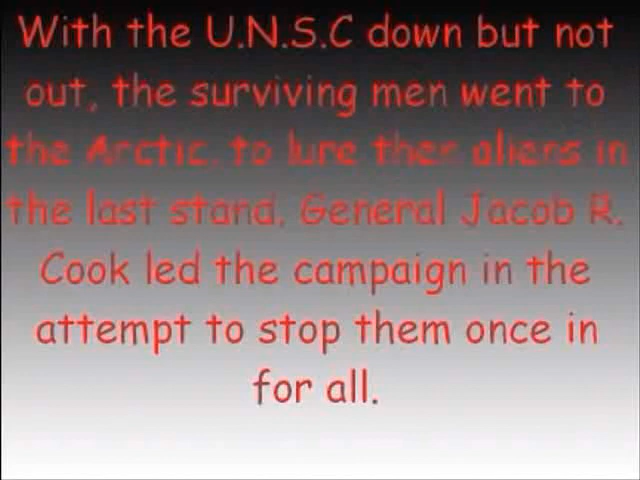 With the U.N.S.C down but not
out, the surviving men went to
the Arctic, to lure then aliens in
the last stand. General Jacob R.
Cook led the campaign in the
attempt to stop them once in
for all.